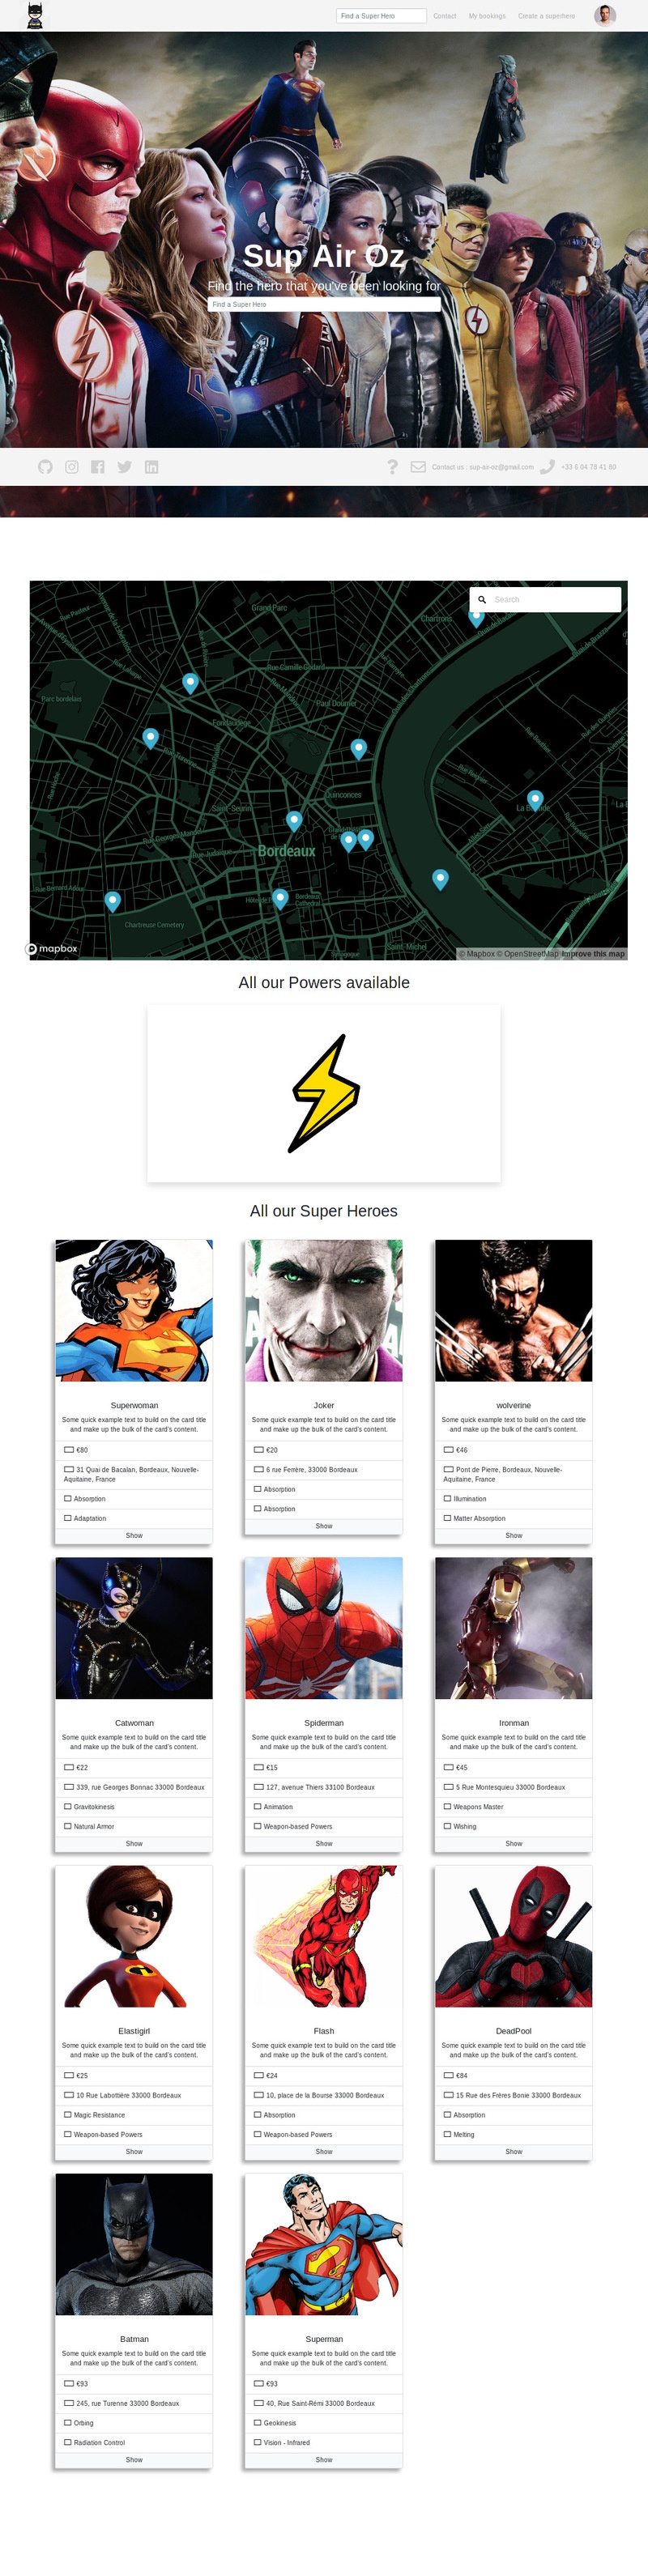 Find a Super Hero
Contact
My bookings
Create a superhero
Sup Air Oz
Find the hero that you've been looking for
Find a Super Hero
Contact us : sup-air-oz@gmail.com
+33 6 04 78 41 60
Search
Grand Parc
Chartrons
Rue Camille Godard
Parc bordelais
Paul Doumer
Fondaudège
Quinconces
Saint-Seurin
Rue Georges Mandel
Rue Judaïque
Bordeaux
Bordeaux Cathedral
Chartreuse Cemetery
Saint-Michel
mapbox
© Mapbox © OpenStreetMap Improve this map
All our Powers available
All our Super Heroes
Superwoman
Some quick example text to build on the card title
and make up the bulk of the card's content.
€80
31 Quai de Bacalan, Bordeaux, Nouvelle-
Aquitaine, France
Absorption
Adaptation
Show
Joker
Some quick example text to build on the card title
and make up the bulk of the card's content.
€20
6 rue Ferrère, 33000 Bordeaux
Absorption
Absorption
Show
wolverine
Some quick example text to build on the card title
and make up the bulk of the card's content.
€46
Pont de Pierre, Bordeaux, Nouvelle-
Aquitaine, France
Illumination
Matter Absorption
Show
Catwoman
Some quick example text to build on the card title
and make up the bulk of the card's content.
€22
339, rue Georges Bonnac 33000 Bordeaux
Gravitokinesis
Natural Armor
Show
Spiderman
Some quick example text to build on the card title
and make up the bulk of the card's content.
€15
127, avenue Thiers 33100 Bordeaux
Animation
Weapon-based Powers
Show
Ironman
Some quick example text to build on the card title
and make up the bulk of the card's content.
€45
5 Rue Montesquieu 33000 Bordeaux
Weapons Master
Wishing
Show
Elastigirl
Some quick example text to build on the card title
and make up the bulk of the card's content.
€25
10 Rue Labottière 33000 Bordeaux
Magic Resistance
Weapon-based Powers
Show
Flash
Some quick example text to build on the card title
and make up the bulk of the card's content.
€24
10, place de la Bourse 33000 Bordeaux
Absorption
Weapon-based Powers
Show
DeadPool
Some quick example text to build on the card title
and make up the bulk of the card's content.
€84
15 Rue des Frères Bonie 33000 Bordeaux
Absorption
Melting
Show
Batman
Some quick example text to build on the card title
and make up the bulk of the card's content.
€93
245, rue Turenne 33000 Bordeaux
Orbing
Radiation Control
Show
Superman
Some quick example text to build on the card title
and make up the bulk of the card's content.
€93
40, Rue Saint-Rémi 33000 Bordeaux
Geokinesis
Vision - Infrared
Show